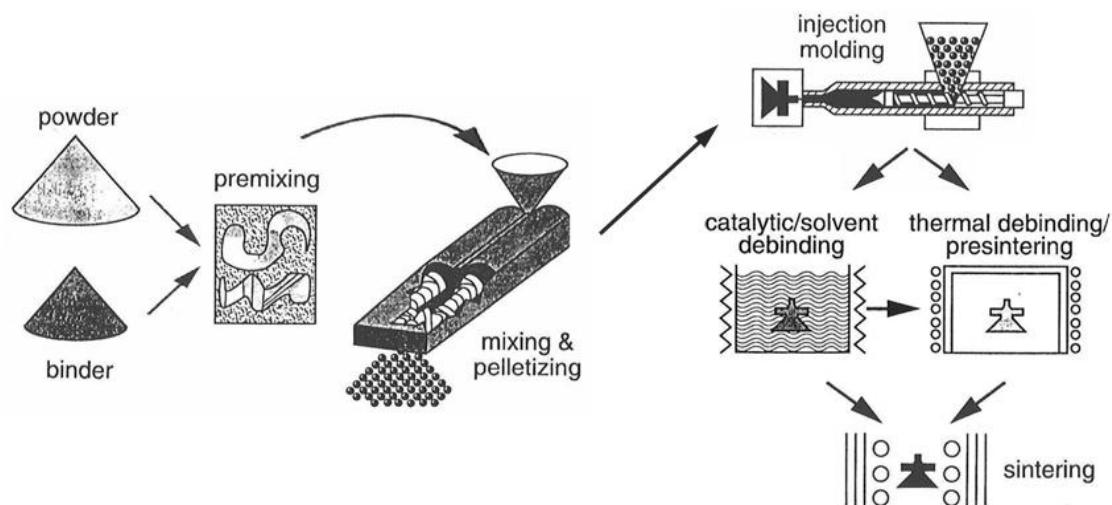 powder
binder
premixing
mixing &
pelletizing
injection
molding
catalytic/solvent
debinding
thermal debinding/
presintering
sintering